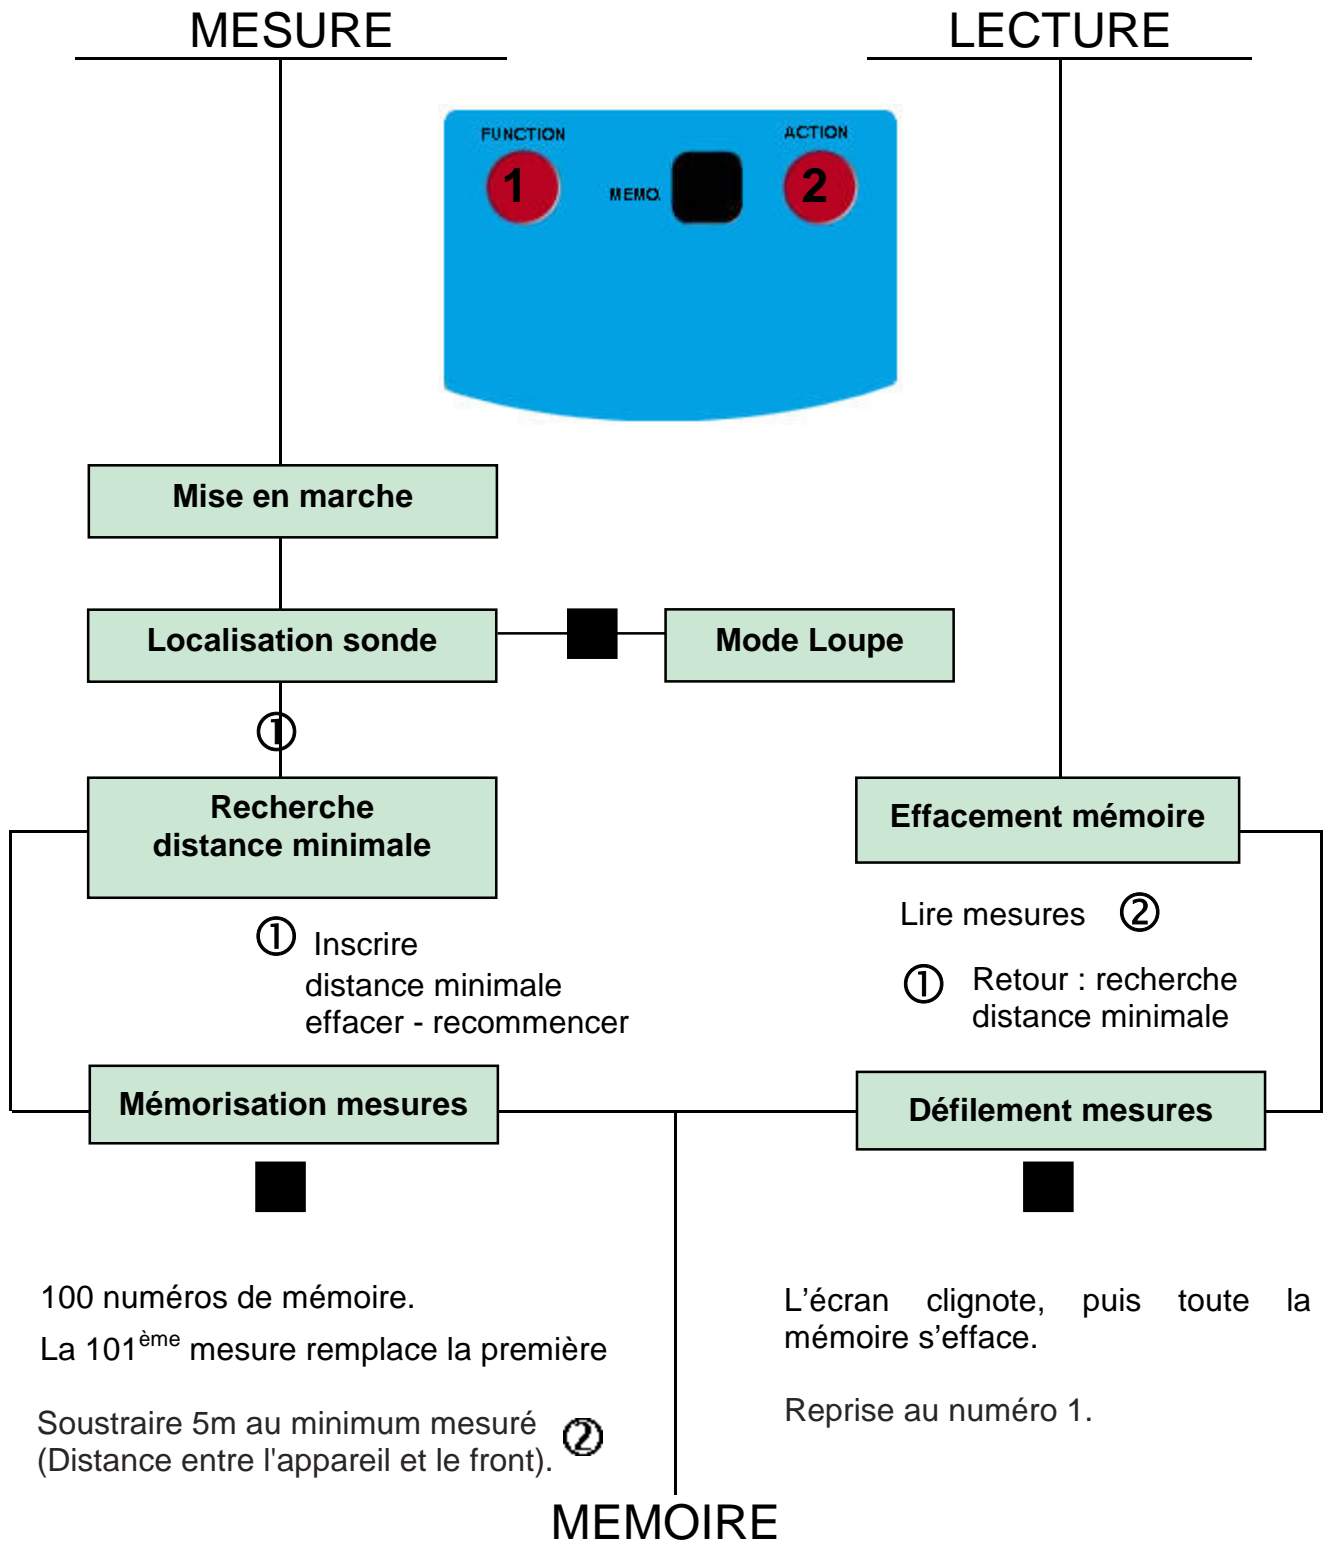 MESURE
LECTURE
FUNCTION
ACTION
1
MEMO.
2
Mise en marche
Localisation sonde
Mode Loupe
①
Recherche
distance minimale
Effacement mémoire
① Inscrire
distance minimale
effacer - recommencer
Lire mesures ②
① Retour : recherche
distance minimale
Mémorisation mesures
Défilement mesures
100 numéros de mémoire.
La 101ème mesure remplace la première
Soustraire 5m au minimum mesuré ②
(Distance entre l'appareil et le front).
L’écran clignote, puis toute la
mémoire s’efface.
Reprise au numéro 1.
MEMOIRE